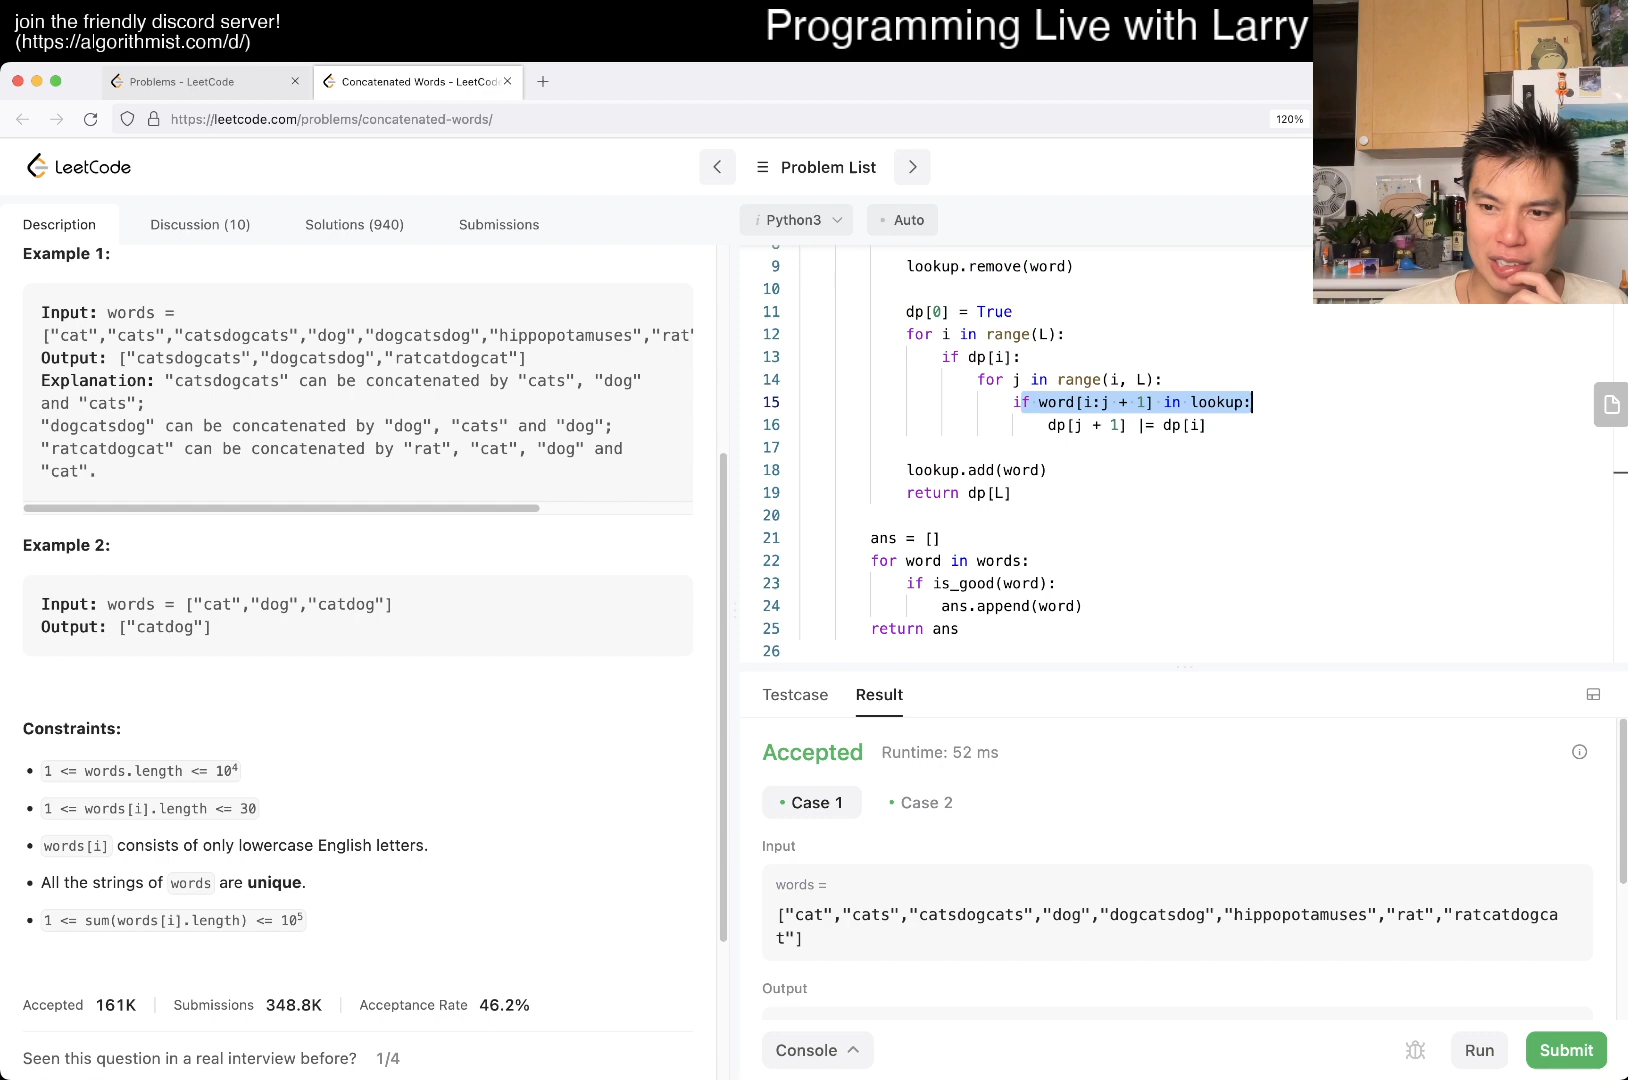 join the friendly discord server!
(https://algorithmist.com/d/)
Programming Live with Larry
Problems - LeetCode
Concatenated Words - LeetCod
https://leetcode.com/problems/concatenated-words/
120%
LeetCode
Problem List
Description
Discussion (10)
Solutions (940)
Submissions
Python3
Auto
Example 1:
Input: words =
["cat","cats","catsdogcats","dog","dogcatsdog","hippopotamuses","rat"
Output: ["catsdogcats","dogcatsdog","ratcatdogcat"]
Explanation: "catsdogcats" can be concatenated by "cats", "dog"
and "cats";
"dogcatsdog" can be concatenated by "dog", "cats" and "dog";
"ratcatdogcat" can be concatenated by "rat", "cat", "dog" and
"cat".
Example 2:
Input: words = ["cat","dog","catdog"]
Output: ["catdog"]
Constraints:
• 1 <= words.length <= 10⁴
• 1 <= words[i].length <= 30
• words[i] consists of only lowercase English letters.
• All the strings of words are unique.
• 1 <= sum(words[i].length) <= 10⁵
Accepted 161K
Submissions 348.8K
Acceptance Rate 46.2%
Seen this question in a real interview before? 1/4
9 lookup.remove(word)
10
11 dp[0] = True
12 for i in range(L):
13 if dp[i]:
14 for j in range(i, L):
15 if word[i:j + 1] in lookup:
16 dp[j + 1] |= dp[i]
17
18 lookup.add(word)
19 return dp[L]
20
21 ans = []
22 for word in words:
23 if is_good(word):
24 ans.append(word)
25 return ans
26
Testcase
Result
Accepted Runtime: 52 ms
• Case 1
• Case 2
Input
words =
["cat","cats","catsdogcats","dog","dogcatsdog","hippopotamuses","rat","ratcatdogca
t"]
Output
Console
Run
Submit